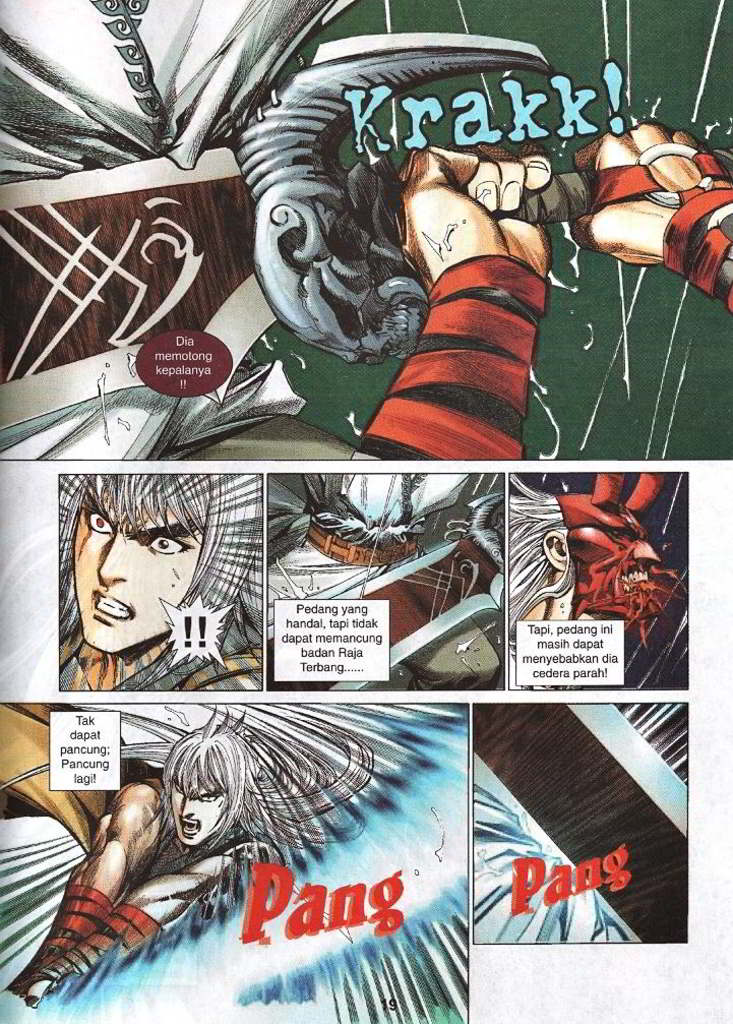 Krakk!
Dia
memotong
kepalanya
!!
!!
Pedang yang
handal, tapi tidak
dapat memancung
badan Raja
Terbang......
Tapi, pedang ini
masih dapat
menyebabkan dia
cedera parah!
Tak
dapat
pancung;
Pancung
lagi!
Pang
Pang
19